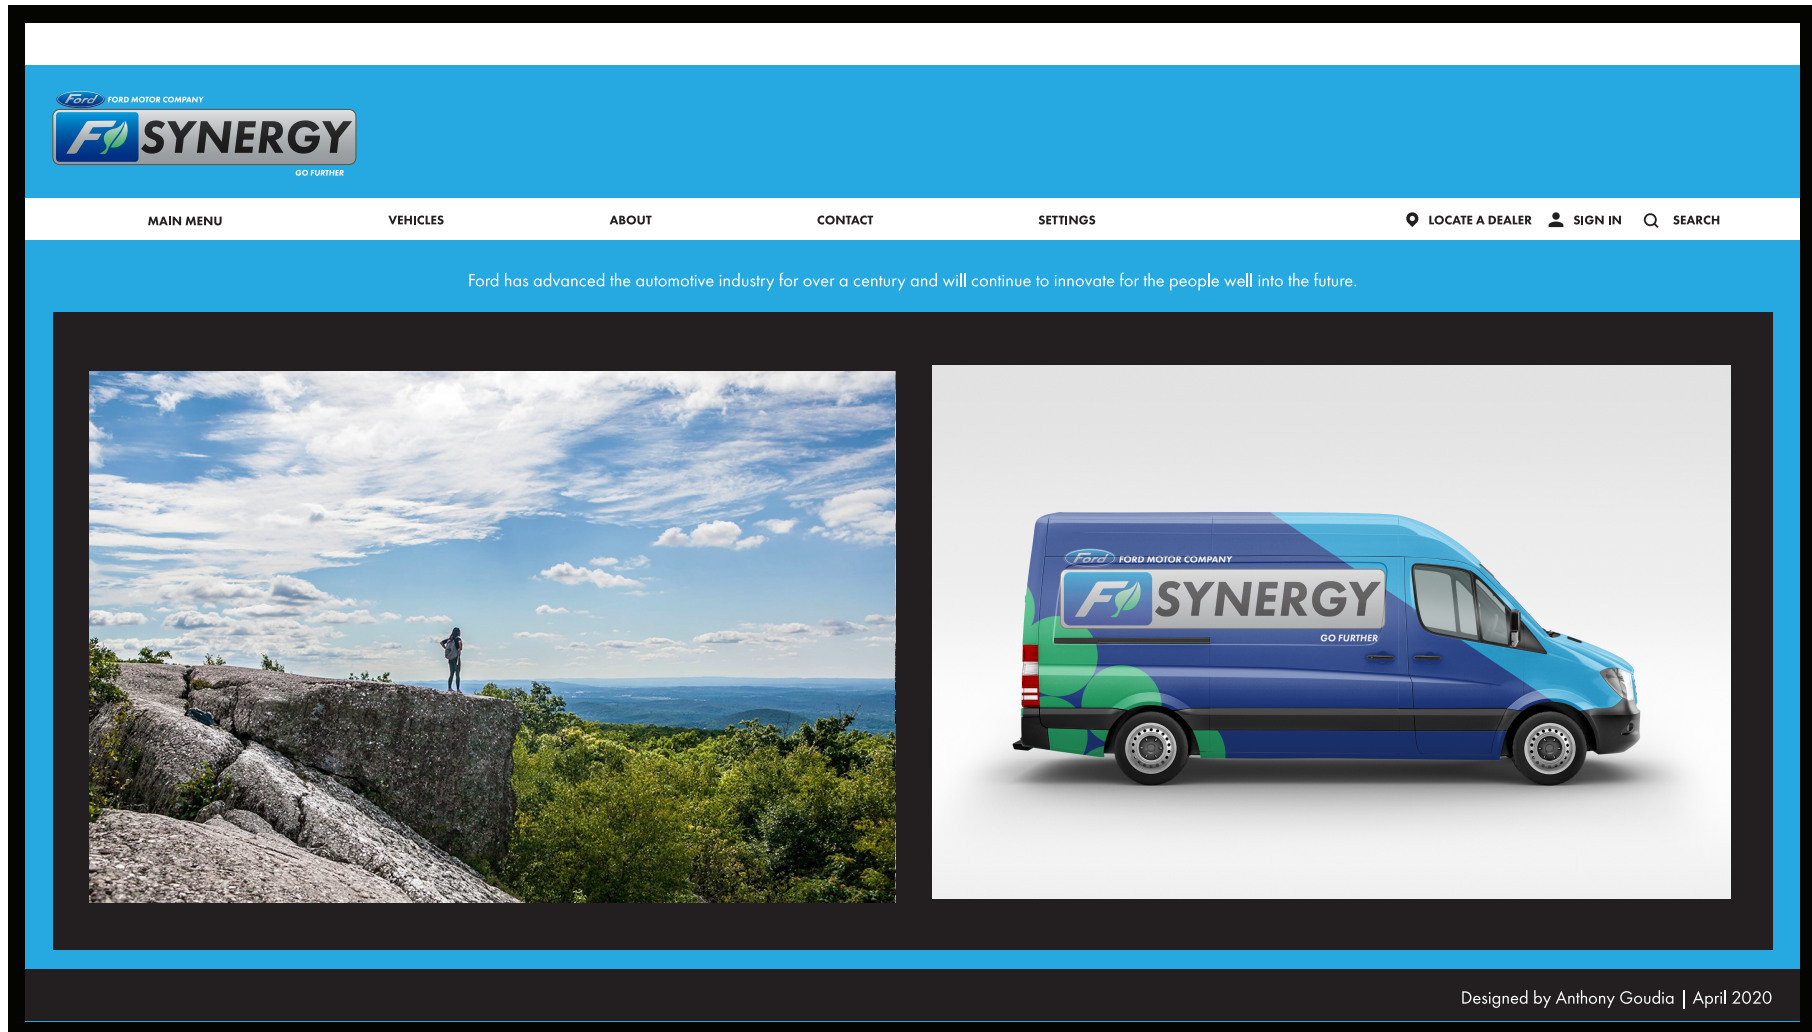 Ford FORD MOTOR COMPANY
F SYNERGY
GO FURTHER
MAIN MENU VEHICLES ABOUT CONTACT SETTINGS LOCATE A DEALER SIGN IN SEARCH
Ford has advanced the automotive industry for over a century and will continue to innovate for the people well into the future.
Ford FORD MOTOR COMPANY
F SYNERGY
GO FURTHER
Designed by Anthony Goudia | April 2020